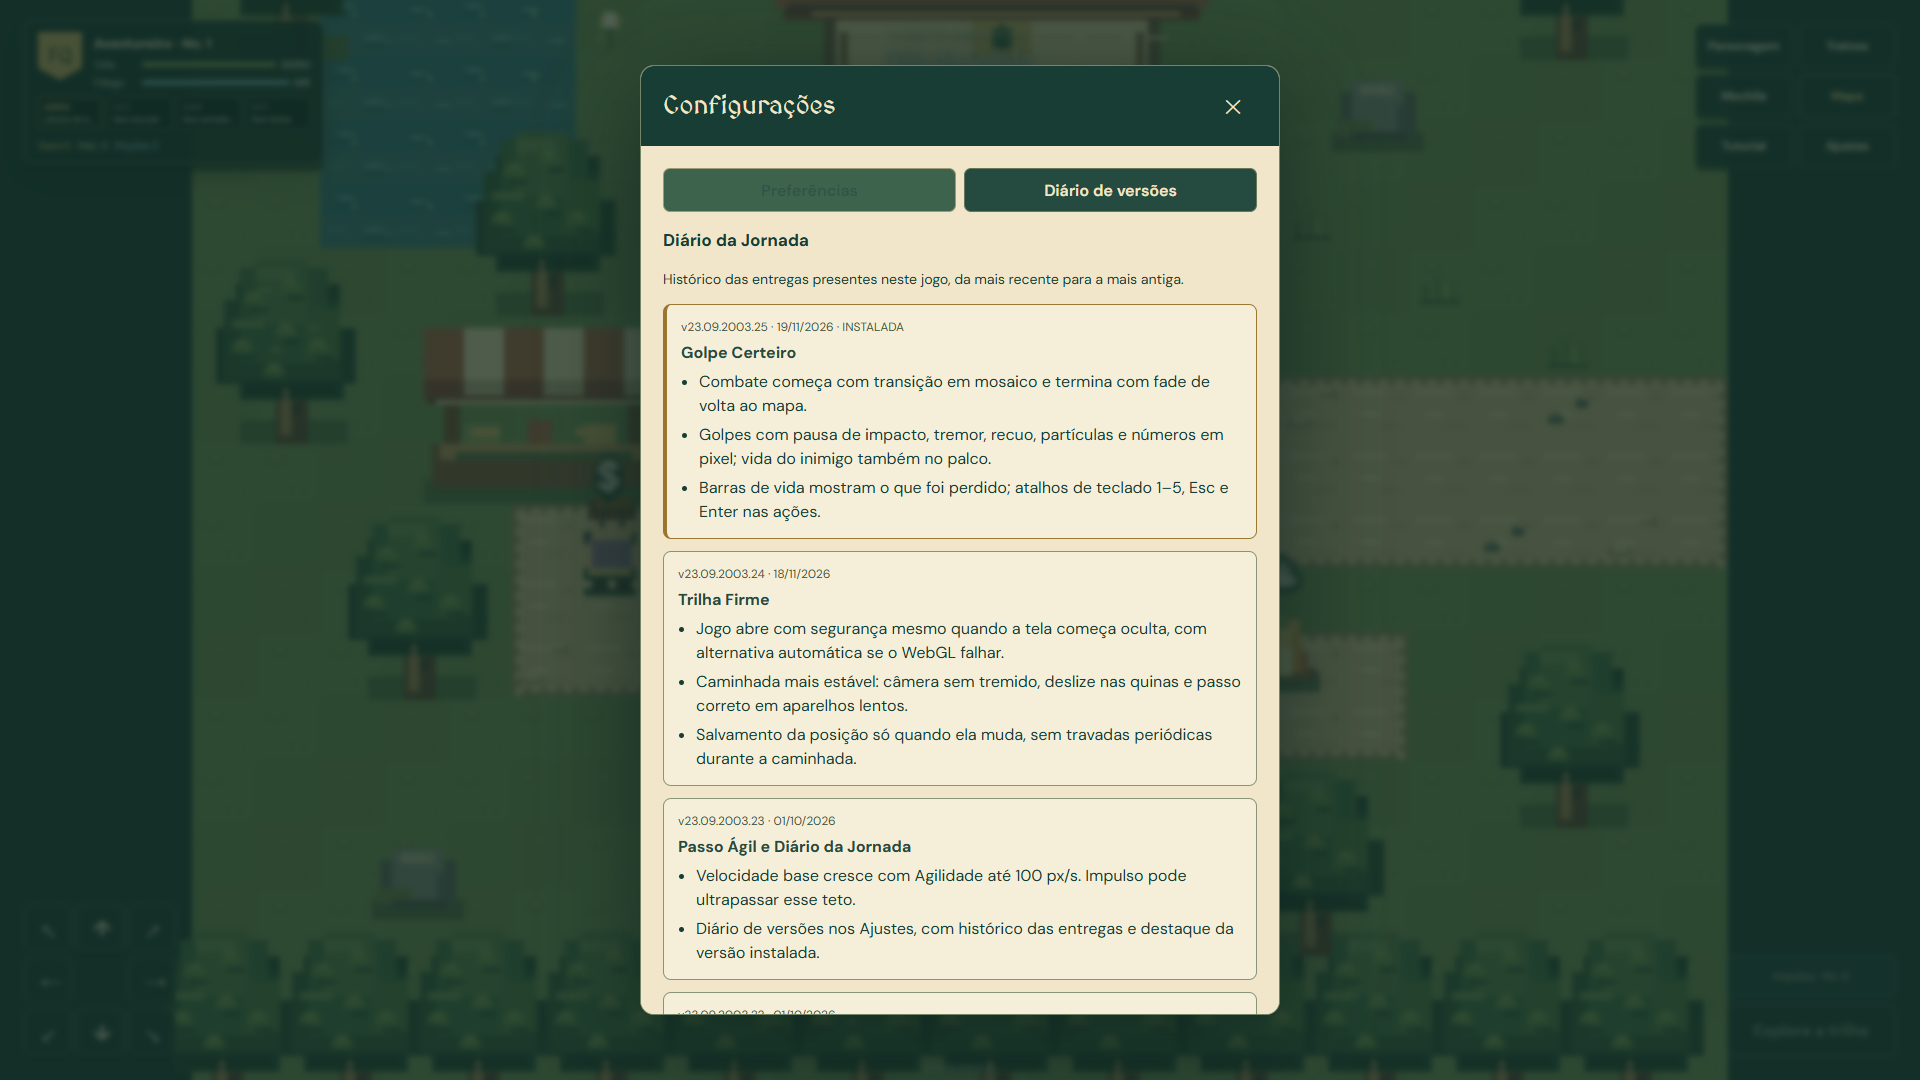 Configurações
Preferências
Diário de versões
Diário da Jornada
Histórico das entregas presentes neste jogo, da mais recente para a mais antiga.
v23.09.2003.25 · 19/11/2026 · INSTALADA
Golpe Certeiro
• Combate começa com transição em mosaico e termina com fade de
volta ao mapa.
• Golpes com pausa de impacto, tremor, recuo, partículas e números em
pixel; vida do inimigo também no palco.
• Barras de vida mostram o que foi perdido; atalhos de teclado 1–5, Esc e
Enter nas ações.
v23.09.2003.24 · 18/11/2026
Trilha Firme
• Jogo abre com segurança mesmo quando a tela começa oculta, com
alternativa automática se o WebGL falhar.
• Caminhada mais estável: câmera sem tremido, deslize nas quinas e passo
correto em aparelhos lentos.
• Salvamento da posição só quando ela muda, sem travadas periódicas
durante a caminhada.
v23.09.2003.23 · 01/10/2026
Passo Ágil e Diário da Jornada
• Velocidade base cresce com Agilidade até 100 px/s. Impulso pode
ultrapassar esse teto.
• Diário de versões nos Ajustes, com histórico das entregas e destaque da
versão instalada.
Personagem
Mochila
Mapa
Tutorial
Ajustes
$